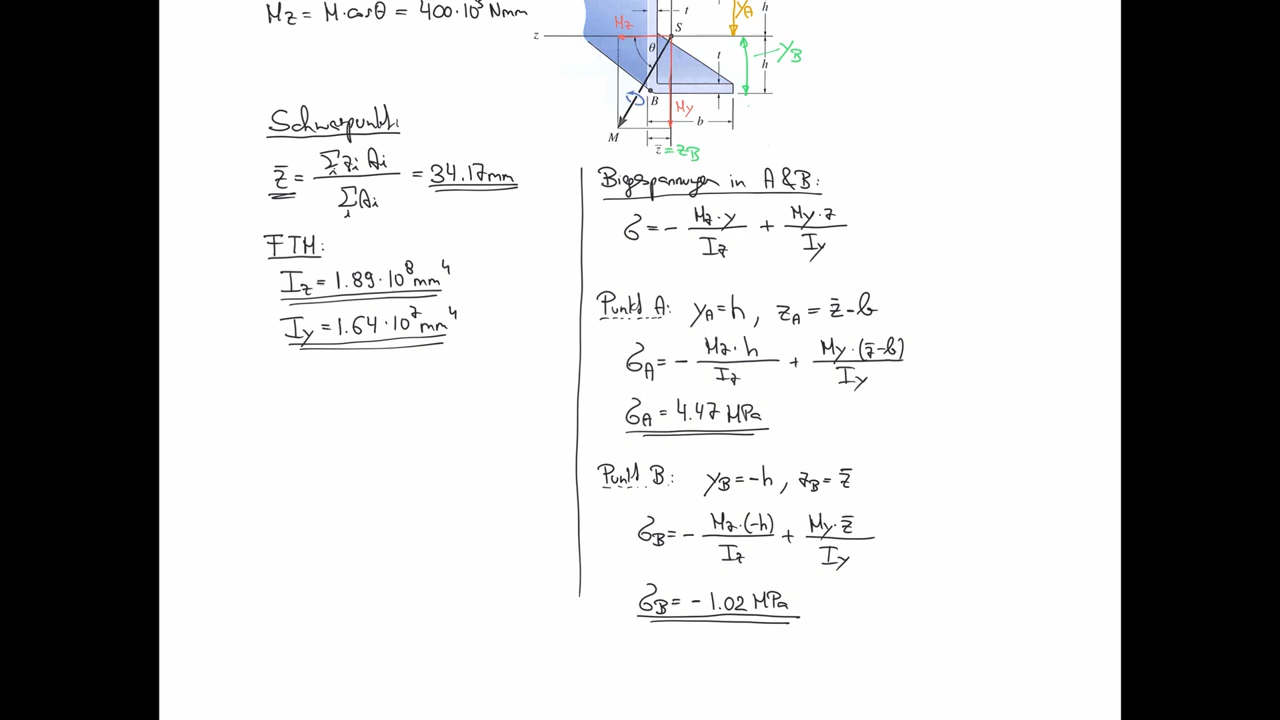 Mz = M·cosθ = 400·10³ Nmm
Mz
t
S
yA
h
z
θ
t
yB
h
B
My
b
M
z̄ = zB
Schwerpunkt:
z̄ = Σi zi Ai / Σi Ai = 34.17mm
FTM:
Iz = 1.89·10⁸ mm⁴
Iy = 1.64·10⁷ mm⁴
Biegespannungen in A & B:
σ = - Mz·y / Iz + My·z / Iy
Punkt A: yA = h, zA = z̄ - b
σA = - Mz·h / Iz + My·(z̄-b) / Iy
σA = 4.47 MPa
Punkt B: yB = -h, zB = z̄
σB = - Mz·(-h) / Iz + My·z̄ / Iy
σB = -1.02 MPa